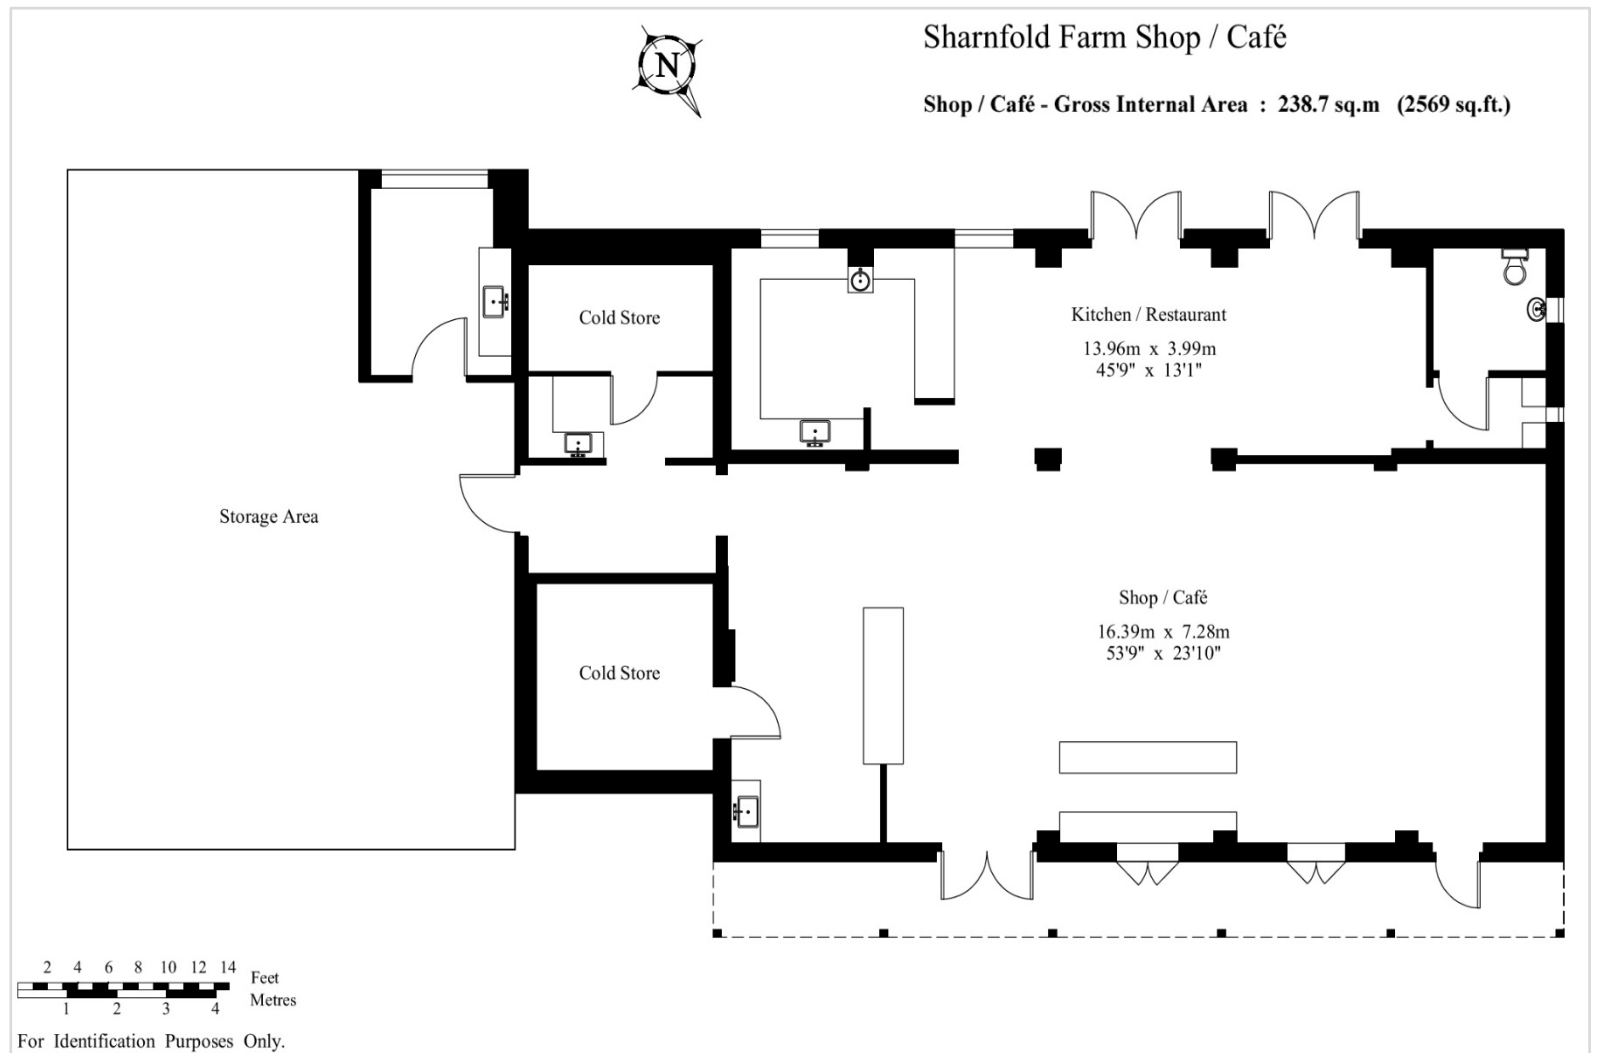 Sharnfold Farm Shop / Café
N
Shop / Café - Gross Internal Area : 238.7 sq.m (2569 sq.ft.)
Cold Store
Kitchen / Restaurant
13.96m x 3.99m
45'9" x 13'1"
Storage Area
Shop / Café
16.39m x 7.28m
53'9" x 23'10"
Cold Store
2 4 6 8 10 12 14 Feet
Metres
1 2 3 4
For Identification Purposes Only.